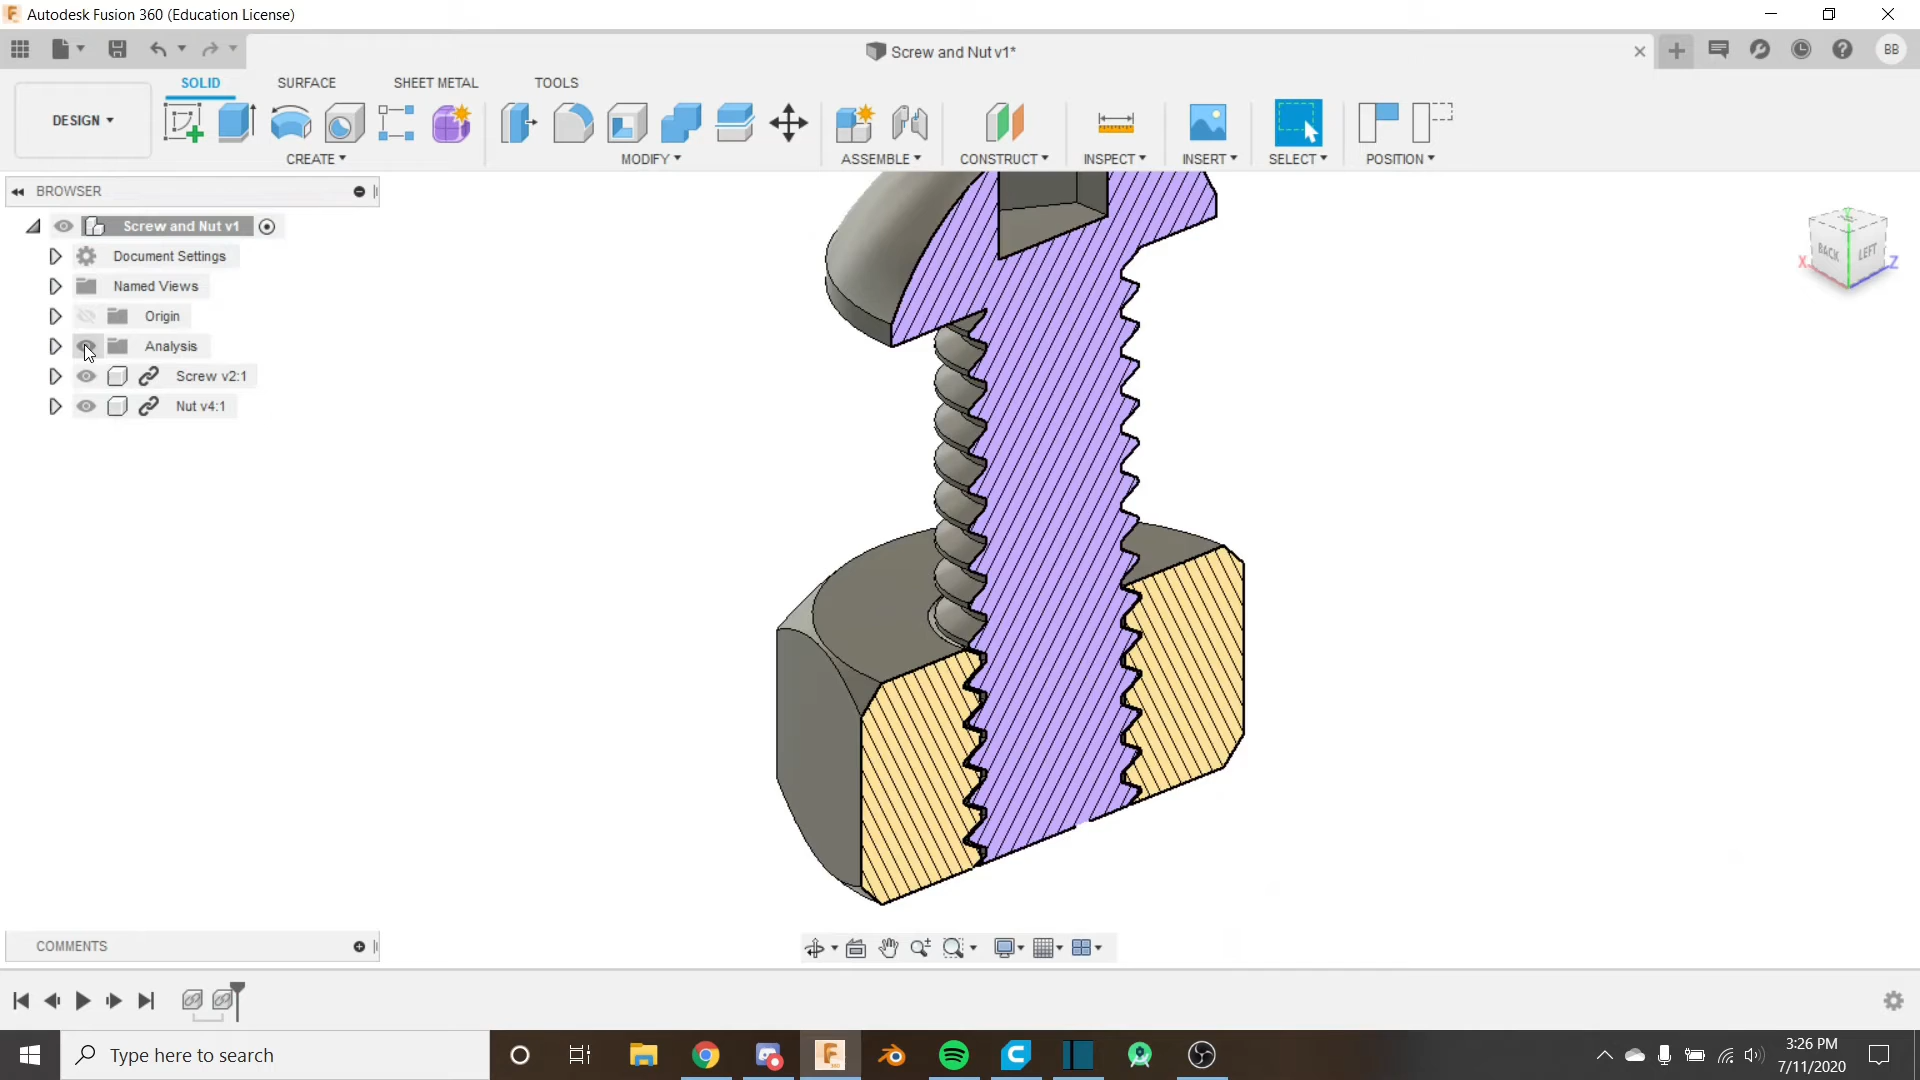 Autodesk Fusion 360 (Education License)
Screw and Nut v1*
BB
DESIGN
SOLID
SURFACE
SHEET METAL
TOOLS
CREATE
MODIFY
ASSEMBLE
CONSTRUCT
INSPECT
INSERT
SELECT
POSITION
BROWSER
Screw and Nut v1
Document Settings
Named Views
Origin
Analysis
Screw v2:1
Nut v4:1
BACK
LEFT
X
Y
Z
COMMENTS
Type here to search
3:26 PM
7/11/2020